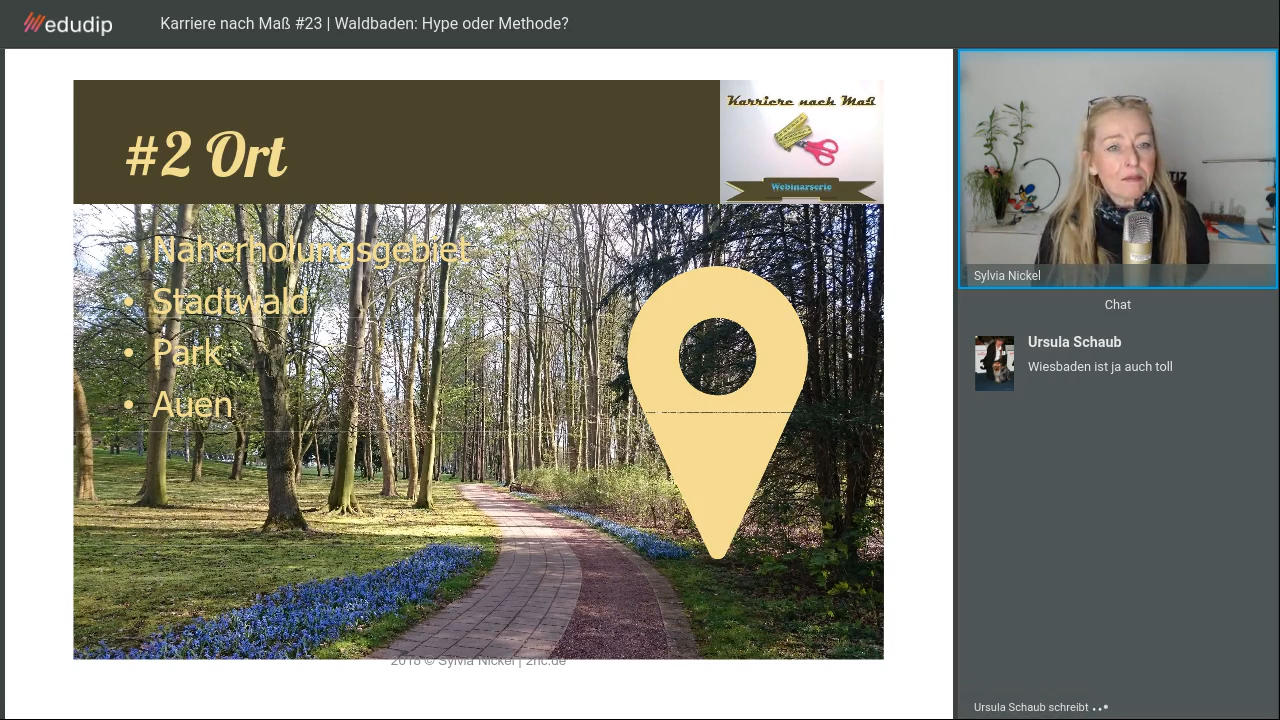 edudip
Karriere nach Maß #23 | Waldbaden: Hype oder Methode?
#2 Ort
Karriere nach Maß
Webinarserie
• Naherholungsgebiet
• Stadtwald
• Park
• Auen
2018 © Sylvia Nickel | 2nc.de
Sylvia Nickel
Chat
Ursula Schaub
Wiesbaden ist ja auch toll
Ursula Schaub schreibt